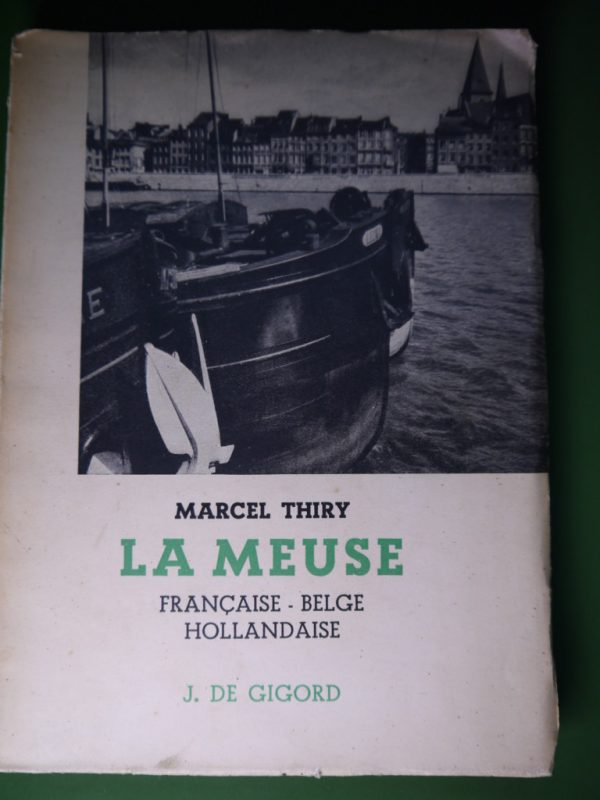 E
MARCEL THIRY
LA MEUSE
FRANÇAISE - BELGE
HOLLANDAISE
J. DE GIGORD